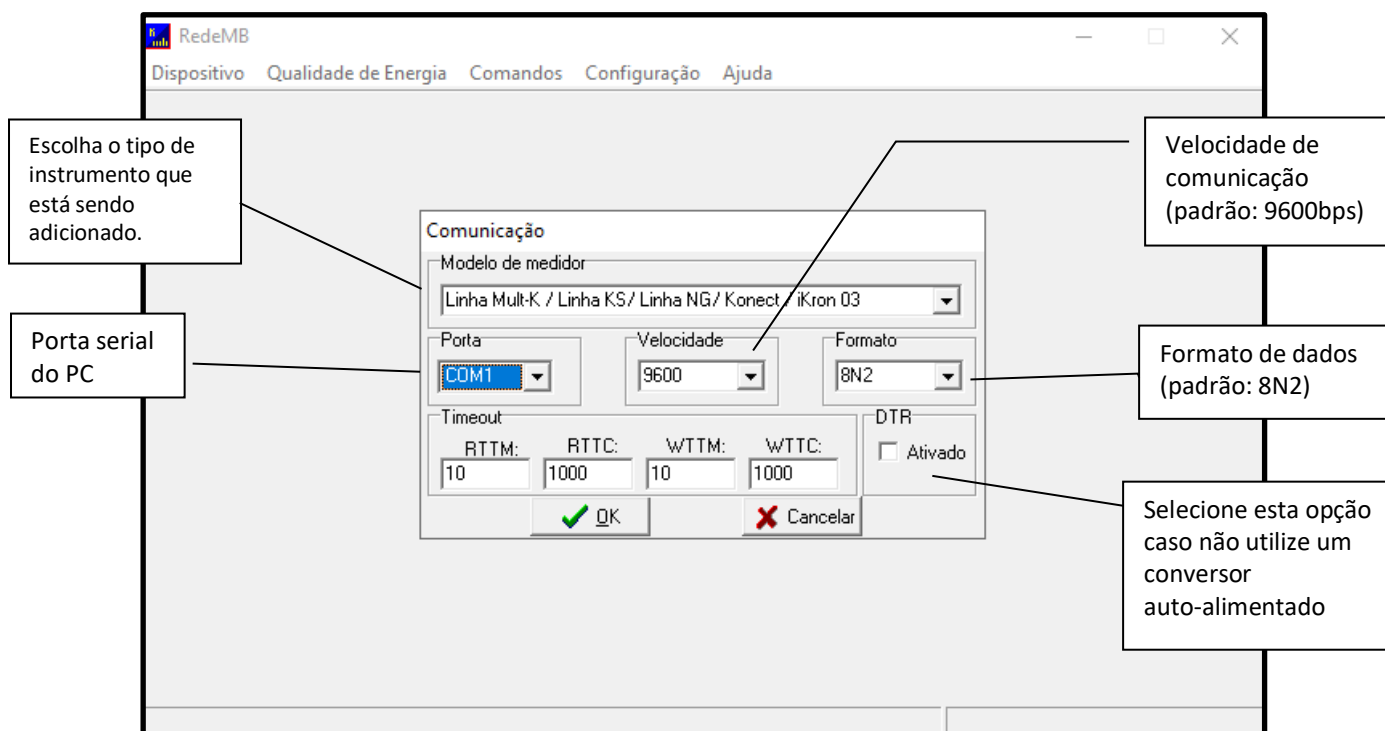 RedeMB
Dispositivo Qualidade de Energia Comandos Configuração Ajuda
Escolha o tipo de
instrumento que
está sendo
adicionado.
Velocidade de
comunicação
(padrão: 9600bps)
Comunicação
Modelo de medidor
Linha Mult-K / Linha KS/ Linha NG/ Konect / iKron 03
Porta serial
do PC
Porta
COM1
Velocidade
9600
Formato
8N2
Formato de dados
(padrão: 8N2)
Timeout
RTTM: RTTC: WTTM: WTTC:
10 1000 10 1000
DTR
Ativado
OK
Cancelar
Selecione esta opção
caso não utilize um
conversor
auto-alimentado